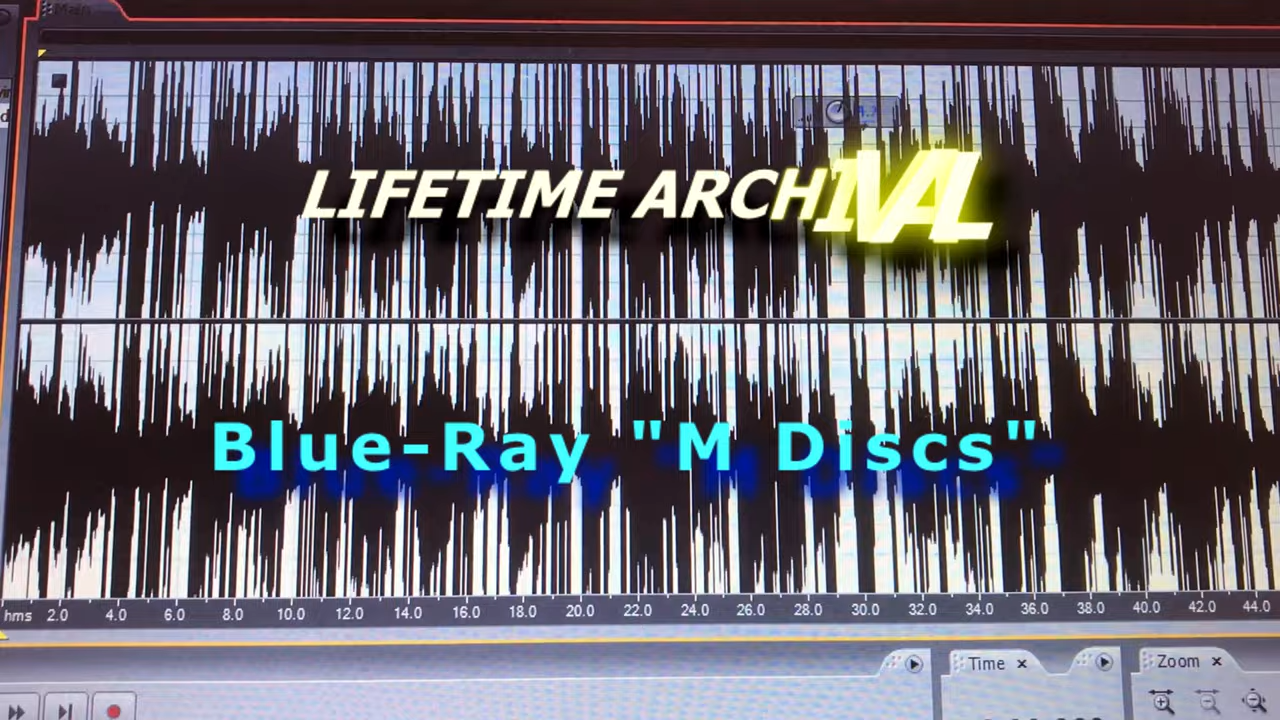 Main
LIFETIME ARCHIVAL
Blue-Ray "M Discs"
hms 2.0 4.0 6.0 8.0 10.0 12.0 14.0 16.0 18.0 20.0 22.0 24.0 26.0 28.0 30.0 32.0 34.0 36.0 38.0 40.0 42.0 44.0
Time
Zoom